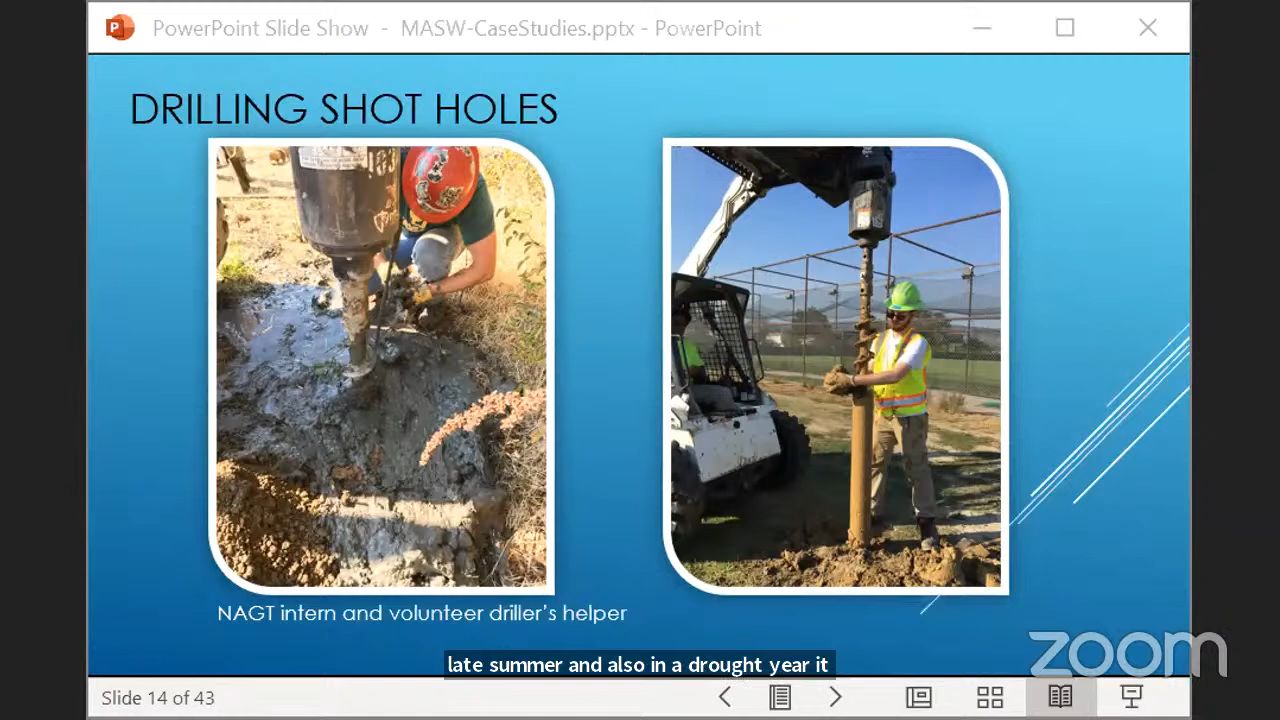 PowerPoint Slide Show - MASW-CaseStudies.pptx - PowerPoint
DRILLING SHOT HOLES
NAGT intern and volunteer driller's helper
late summer and also in a drought year it
zoom
Slide 14 of 43